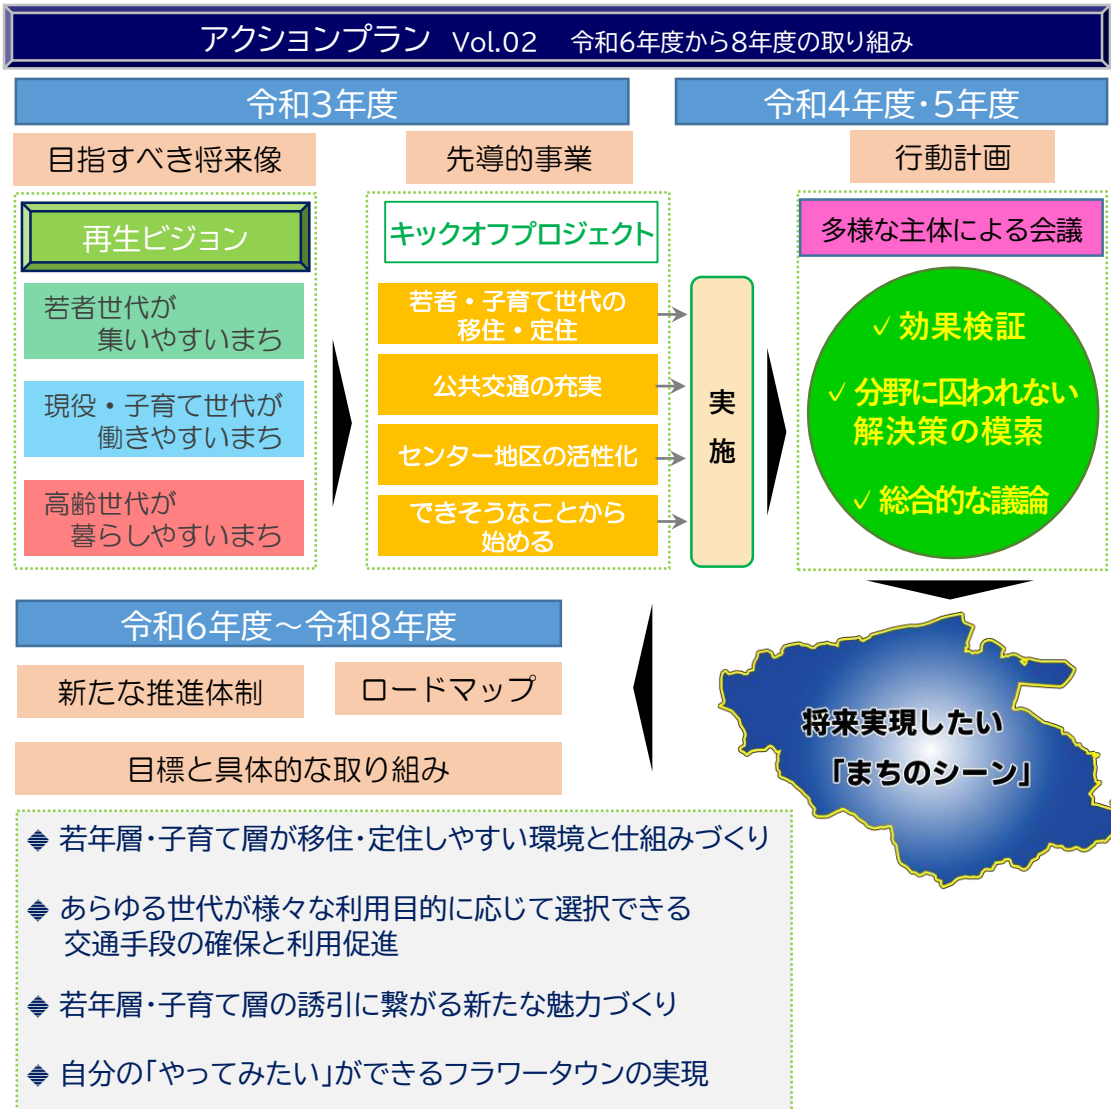 アクションプラン Vol.02 令和6年度から8年度の取り組み
令和3年度
目指すべき将来像
再生ビジョン
若者世代が
集いやすいまち
現役・子育て世代が
働きやすいまち
高齢世代が
暮らしやすいまち
先導的事業
キックオフプロジェクト
若者・子育て世代の
移住・定住
公共交通の充実
センター地区の活性化
できそうなことから
始める
実
施
令和4年度・5年度
行動計画
多様な主体による会議
✓ 効果検証
✓ 分野に囚われない
解決策の模索
✓ 総合的な議論
将来実現したい
「まちのシーン」
令和6年度～令和8年度
新たな推進体制
ロードマップ
目標と具体的な取り組み
若年層・子育て層が移住・定住しやすい環境と仕組みづくり
あらゆる世代が様々な利用目的に応じて選択できる
交通手段の確保と利用促進
若年層・子育て層の誘引に繋がる新たな魅力づくり
自分の「やってみたい」ができるフラワータウンの実現